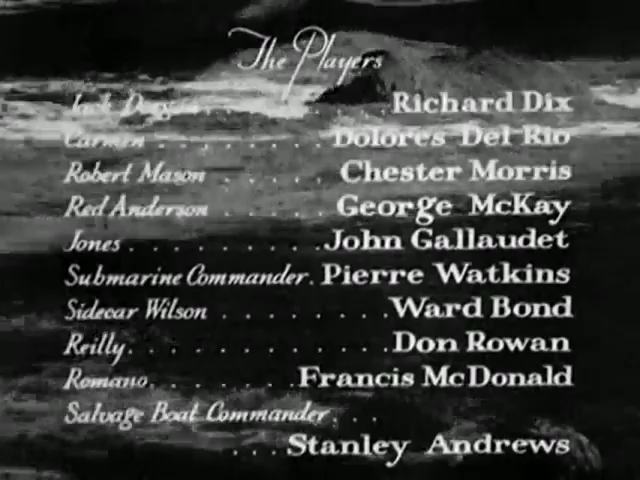 The Players
Jack Dorgan . . . . . . Richard Dix
Carmen . . . . . . . . Dolores Del Rio
Robert Mason . . . . . Chester Morris
Red Anderson . . . . . George McKay
Jones . . . . . . . . John Gallaudet
Submarine Commander . Pierre Watkins
Sidecar Wilson . . . . . . . Ward Bond
Reilly . . . . . . . . . . . Don Rowan
Romano . . . . . . Francis McDonald
Salvage Boat Commander . . .
. . . Stanley Andrews